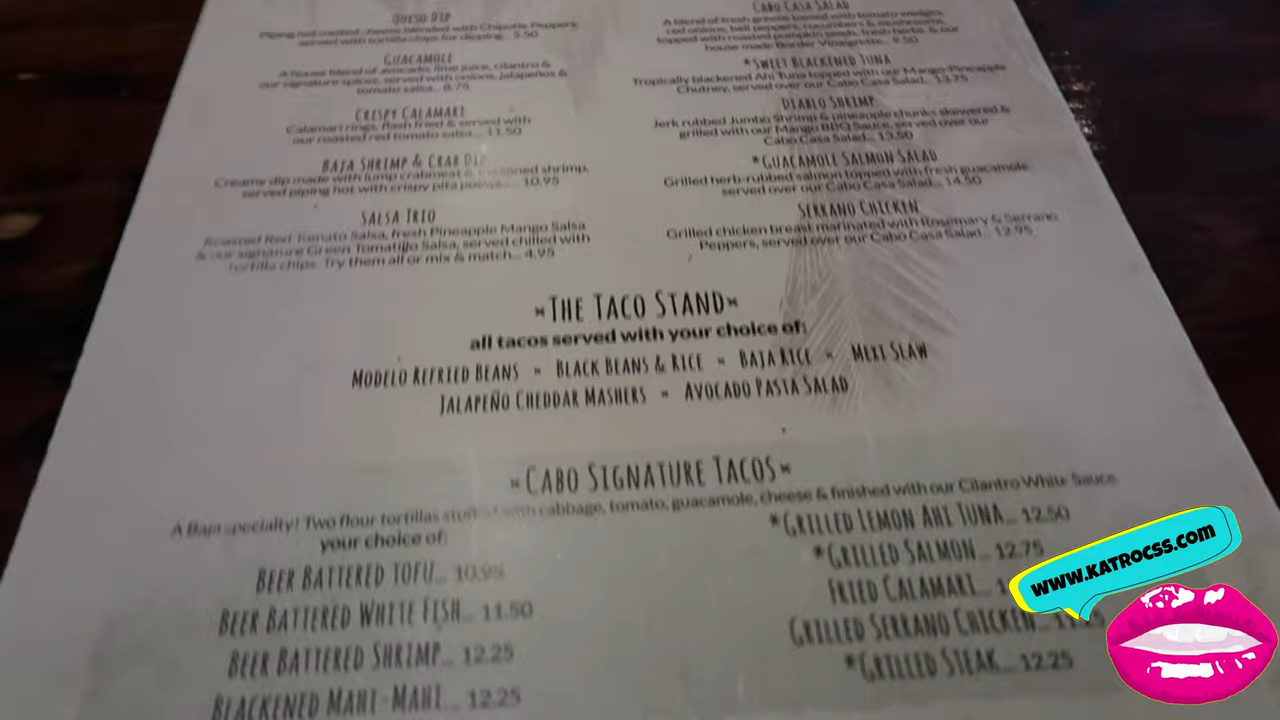 QUESO DIP
Piping hot melted cheese blended with Chipotle Peppers,
served with tortilla chips for dipping... 5.50
GUACAMOLE
A house blend of avocado, lime juice, cilantro &
our signature spices, served with onions, jalapeños &
tomato salsa... 8.75
CRISPY CALAMARI
Calamari rings, flash fried & served with
our roasted red tomato salsa... 11.50
BAJA SHRIMP & CRAB DIP
Creamy dip made with lump crabmeat & seasoned shrimp,
served piping hot with crispy pita 10.95
SALSA TRIO
Roasted Red Tomato Salsa, fresh Pineapple Mango Salsa
& our signature Green Tomatillo Salsa, served chilled with
tortilla chips. Try them all or mix & match... 4.95
CABO CASA SALAD
A blend of fresh greens tossed with tomato wedges,
red onions, bell peppers, cucumbers & mushrooms,
topped with roasted pumpkin seeds, fresh herbs, & our
house made Border Vinaigrette... 9.50
*SWEET BLACKENED TUNA
Tropically blackened Ahi Tuna topped with our Mango-Pineapple
Chutney, served over our Cabo Casa Salad... 13.75
DIABLO SHRIMP
Jerk rubbed Jumbo Shrimp & pineapple chunks skewered &
grilled with our Mango BBQ Sauce, served over our
Cabo Casa Salad... 13.50
*GUACAMOLE SALMON SALAD
Grilled herb-rubbed salmon topped with fresh guacamole,
served over our Cabo Casa Salad... 14.50
SERRANO CHICKEN
Grilled chicken breast marinated with Rosemary & Serrano
Peppers, served over our Cabo Casa Salad... 12.95
THE TACO STAND
all tacos served with your choice of:
MODELO REFRIED BEANS BLACK BEANS & RICE BAJA RICE MEXI SLAW
JALAPEÑO CHEDDAR MASHERS AVOCADO PASTA SALAD
CABO SIGNATURE TACOS
A Baja specialty! Two flour tortillas stuffed with cabbage, tomato, guacamole, cheese & finished with our Cilantro White Sauce
your choice of:
BEER BATTERED TOFU... 10.95
BEER BATTERED WHITE FISH... 11.50
BEER BATTERED SHRIMP... 12.25
BLACKENED MAHI-MAHI... 12.25
*GRILLED LEMON AHI TUNA... 12.50
*GRILLED SALMON... 12.75
FRIED CALAMARI...
GRILLED SERRANO CHICKEN...
*GRILLED STEAK... 12.25
WWW.KATROCSS.com